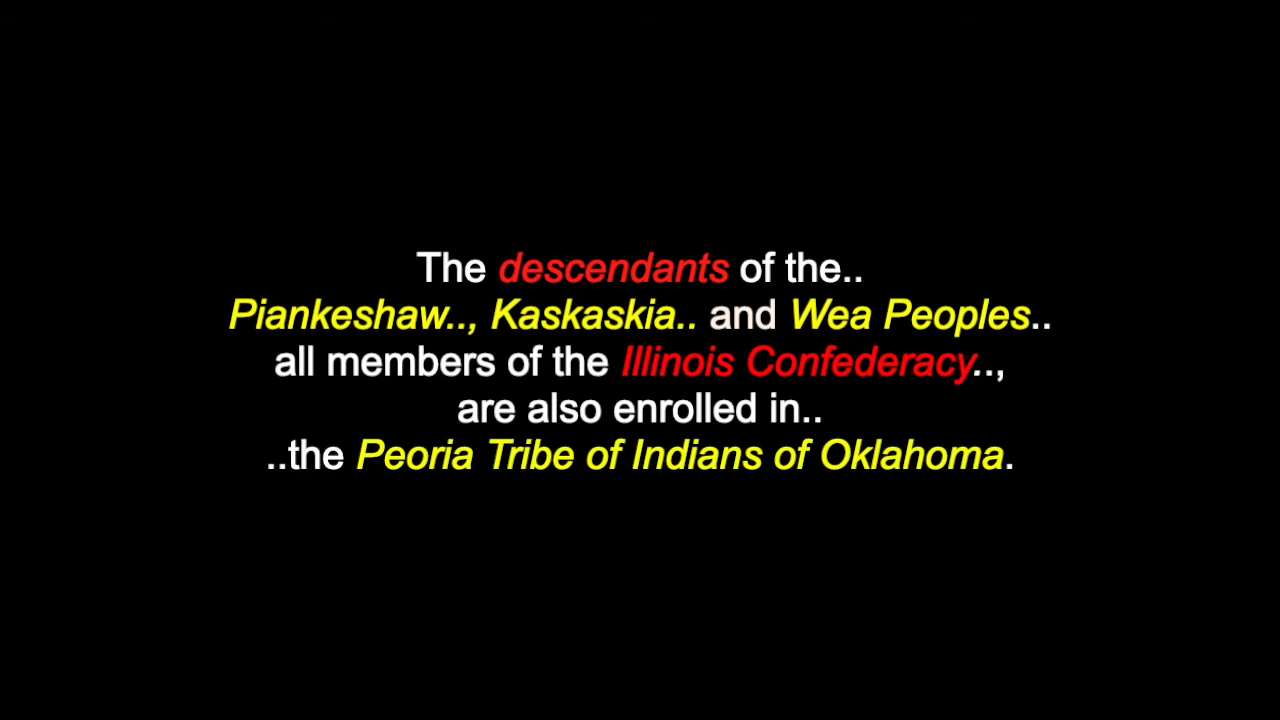 The descendants of the..
Piankeshaw.., Kaskaskia.. and Wea Peoples..
all members of the Illinois Confederacy..,
are also enrolled in..
..the Peoria Tribe of Indians of Oklahoma.